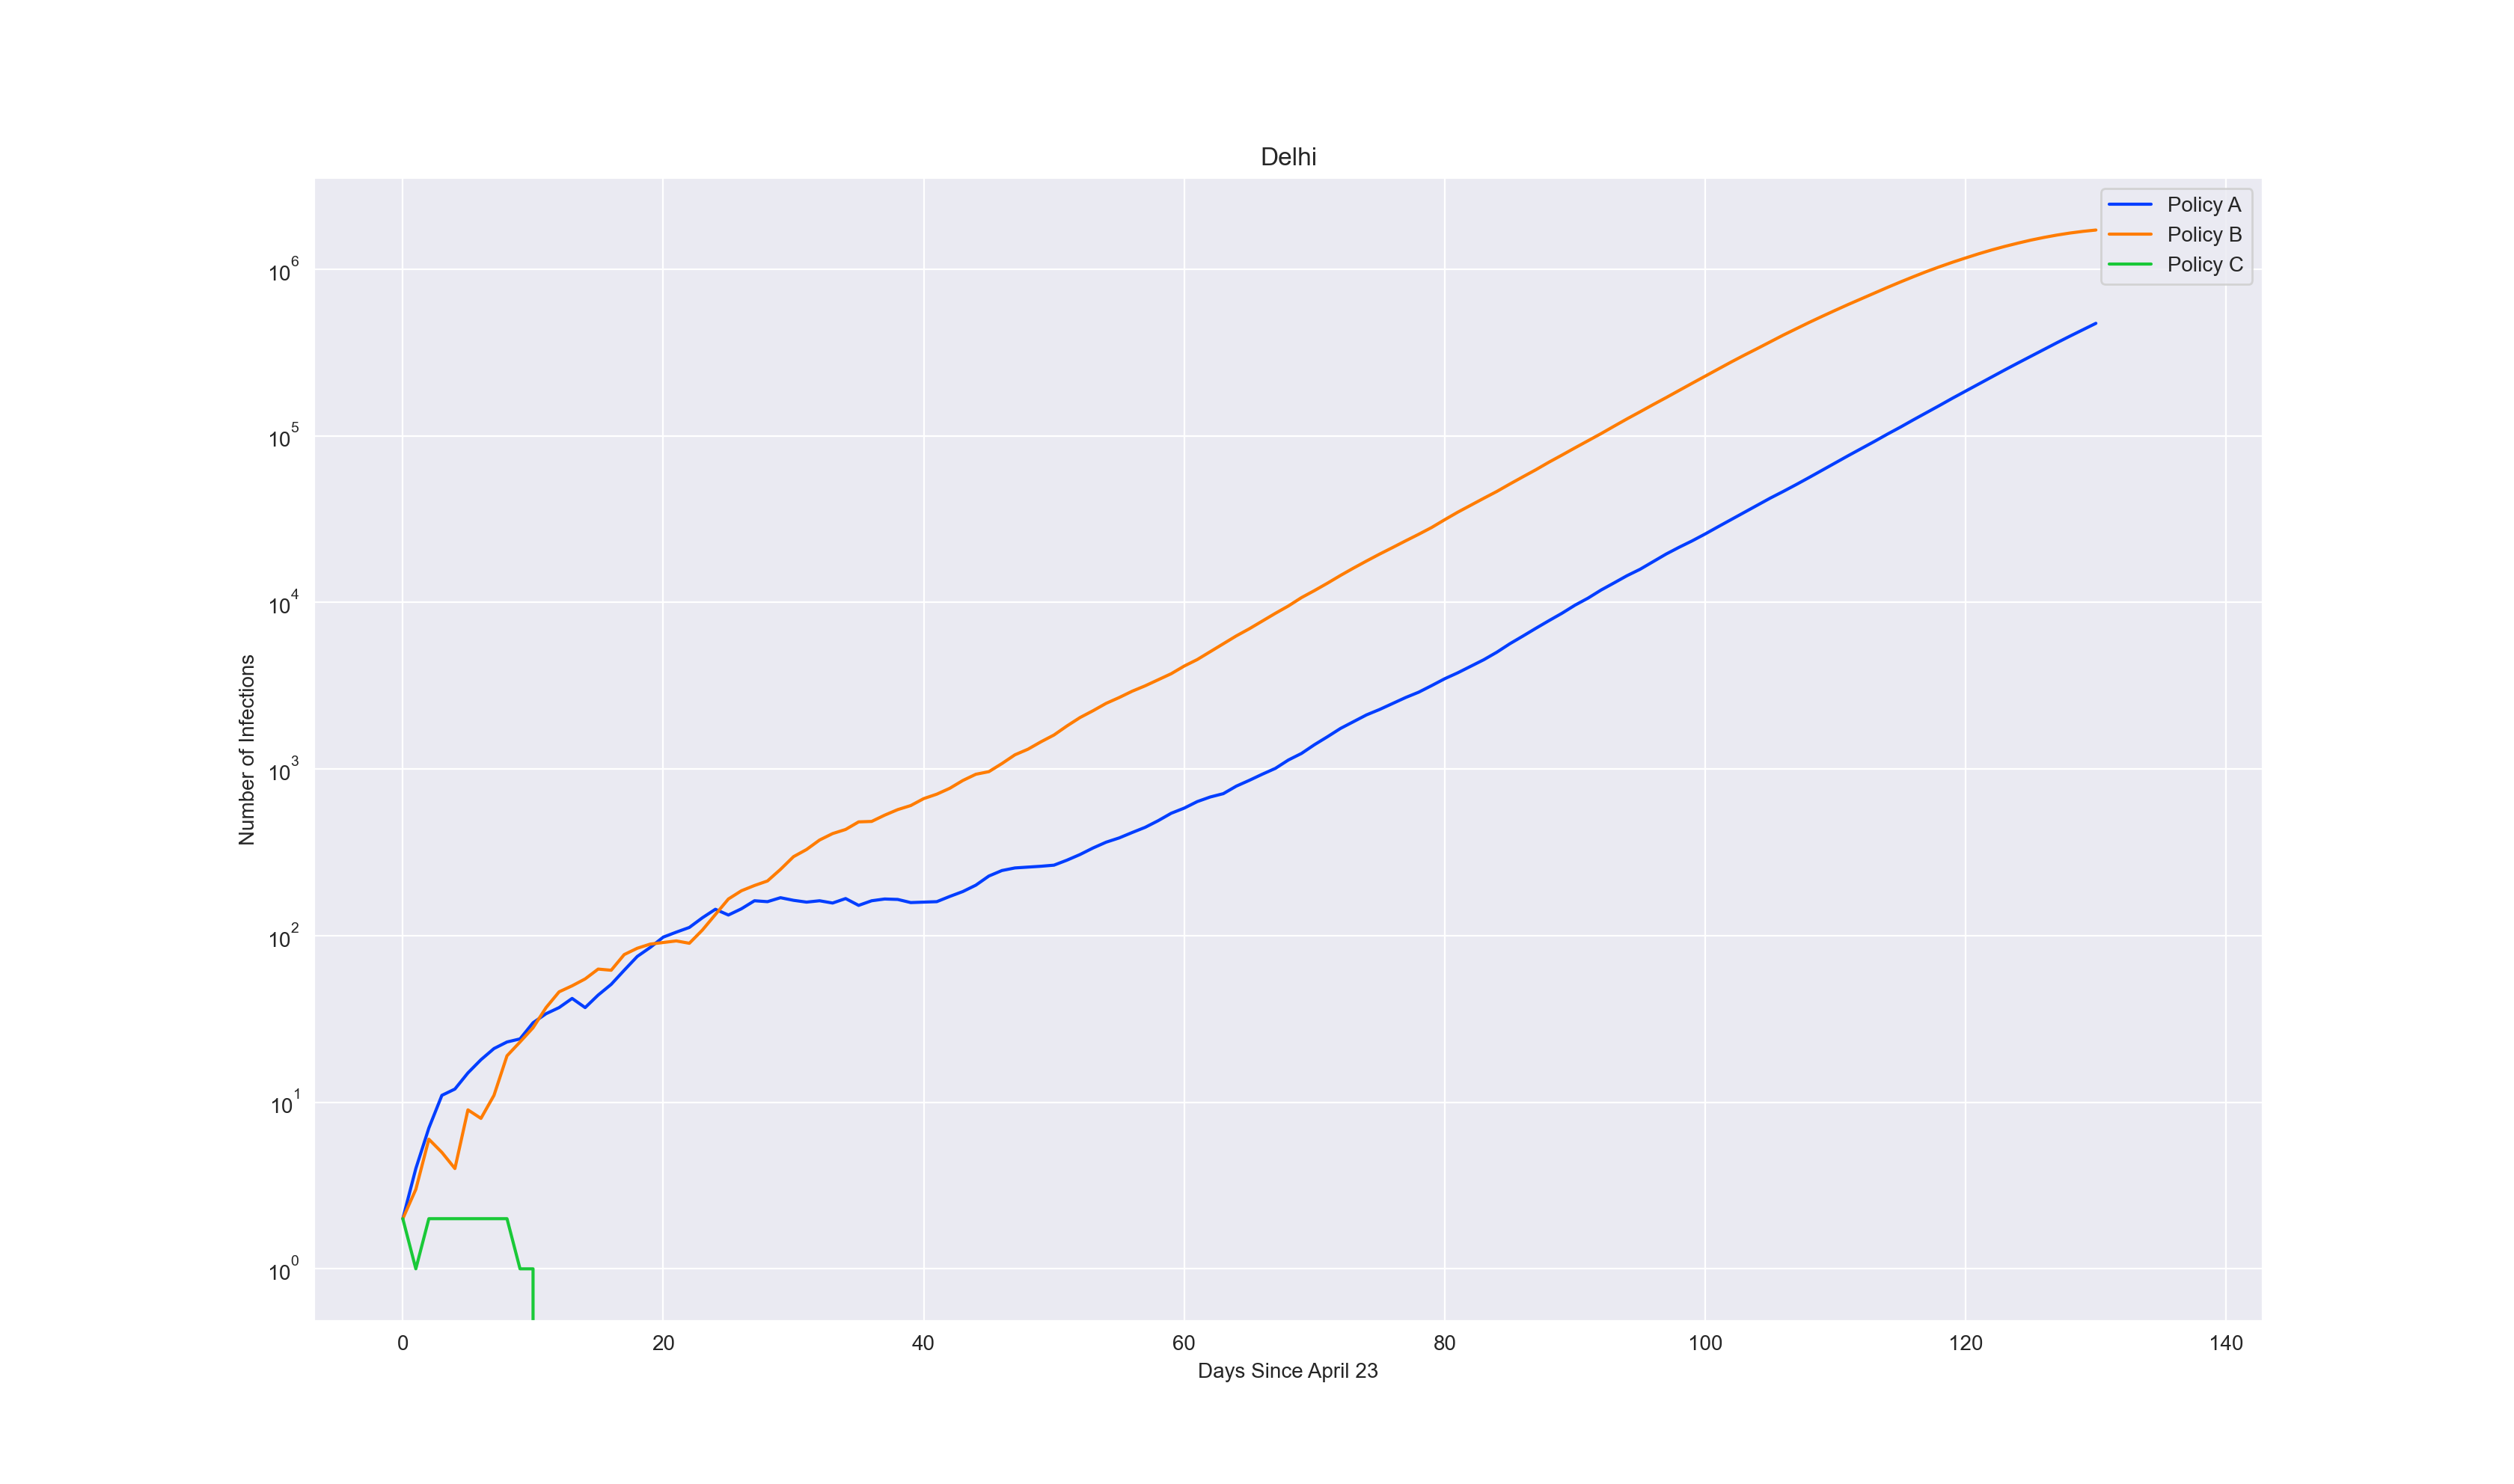 Delhi
Policy A
Policy B
Policy C
Number of Infections
10^6
10^5
10^4
10^3
10^2
10^1
10^0
0 20 40 60 80 100 120 140
Days Since April 23